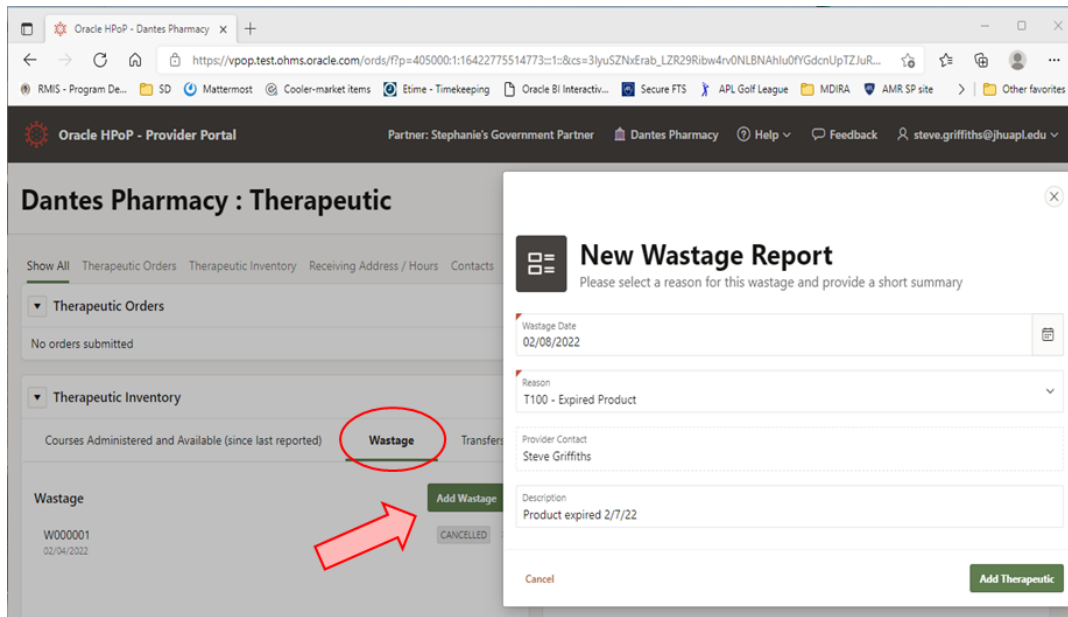 Oracle HPoP - Dantes Pharmacy
https://vpop.test.ohms.oracle.com/ords/f?p=405000:1:16422775514773::1::&cs=3IyuSZNxErab_LZR29Ribw4rv0NLBNAhIu0fYGdcnUpTZJuR...
RMIS - Program De... SD Mattermost Cooler-market items Etime - Timekeeping Oracle BI Interactiv... Secure FTS APL Golf League MDIRA AMR SP site Other favorites
Oracle HPoP - Provider Portal Partner: Stephanie's Government Partner Dantes Pharmacy Help Feedback steve.griffiths@jhuapl.edu
Dantes Pharmacy : Therapeutic
Show All Therapeutic Orders Therapeutic Inventory Receiving Address / Hours Contacts
Therapeutic Orders
No orders submitted
Therapeutic Inventory
Courses Administered and Available (since last reported) Wastage Transfers
Wastage Add Wastage
W000001 CANCELLED
02/04/2022
New Wastage Report
Please select a reason for this wastage and provide a short summary
Wastage Date
02/08/2022
Reason
T100 - Expired Product
Provider Contact
Steve Griffiths
Description
Product expired 2/7/22
Cancel Add Therapeutic